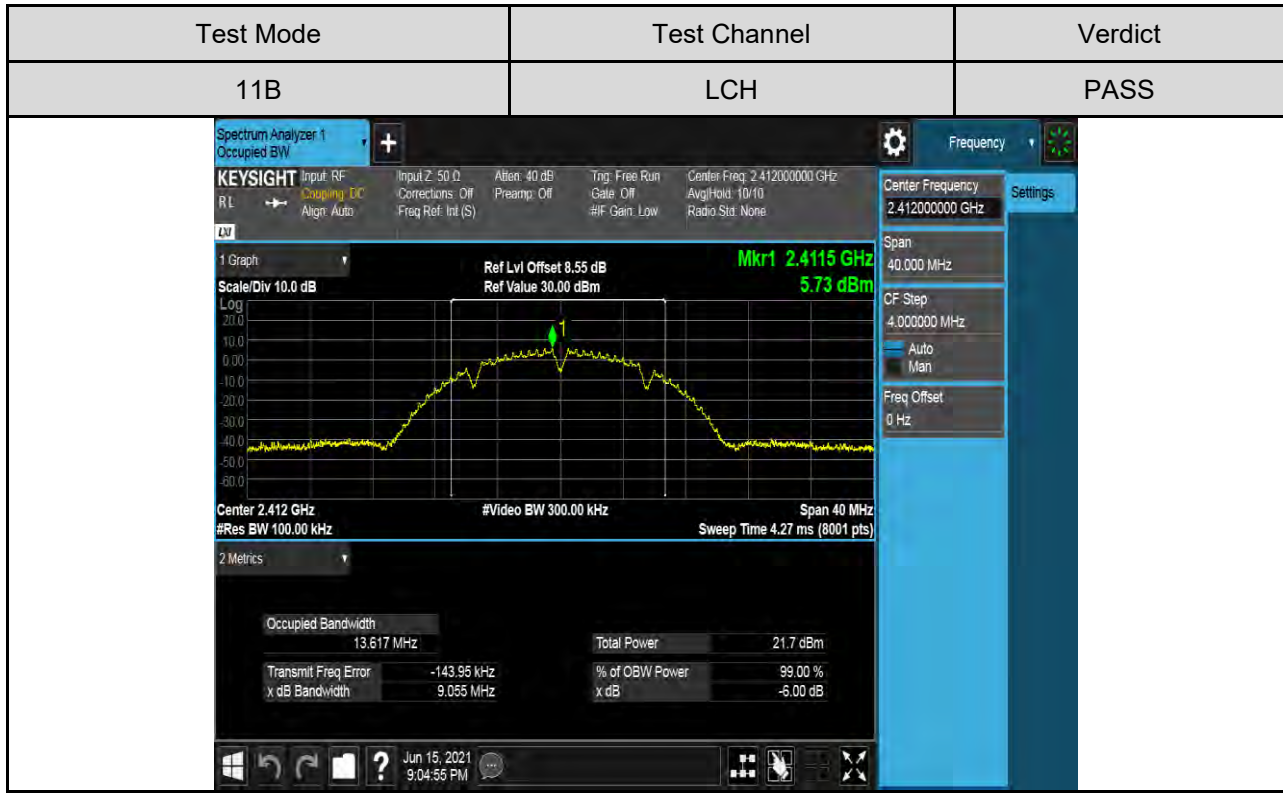 Test Mode Test Channel Verdict
11B LCH PASS
Spectrum Analyzer 1
Occupied BW
+
Frequency
KEYSIGHT Input: RF Input Z: 50 Ω Atten: 40 dB Trig: Free Run Center Freq: 2.412000000 GHz
RL Coupling: DC Corrections: Off Preamp: Off Gate: Off Avg|Hold: 10/10
Align: Auto Freq Ref: Int (S) #IF Gain: Low Radio Std: None
LXI
Center Frequency
2.412000000 GHz
Settings
Span
40.000 MHz
CF Step
4.000000 MHz
Auto
Man
Freq Offset
0 Hz
1 Graph Ref Lvl Offset 8.55 dB Mkr1 2.4115 GHz
Scale/Div 10.0 dB Ref Value 30.00 dBm 5.73 dBm
Log
20.0
10.0
0.00
-10.0
-20.0
-30.0
-40.0
-50.0
-60.0
1
Center 2.412 GHz #Video BW 300.00 kHz Span 40 MHz
#Res BW 100.00 kHz Sweep Time 4.27 ms (8001 pts)
2 Metrics
Occupied Bandwidth
13.617 MHz Total Power 21.7 dBm
Transmit Freq Error -143.95 kHz % of OBW Power 99.00 %
x dB Bandwidth 9.055 MHz x dB -6.00 dB
? Jun 15, 2021
9:04:55 PM